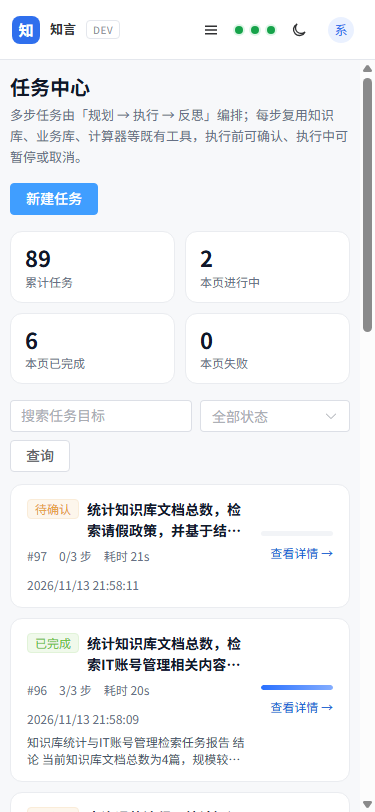 知 知言 DEV 系
任务中心
多步任务由「规划 → 执行 → 反思」编排；每步复用知识
库、业务库、计算器等既有工具，执行前可确认、执行中可
暂停或取消。
新建任务
89
累计任务
2
本页进行中
6
本页已完成
0
本页失败
搜索任务目标
全部状态
查询
待确认
统计知识库文档总数，检
索请假政策，并基于结…
#97 0/3 步 耗时 21s
2026/11/13 21:58:11
查看详情 →
已完成
统计知识库文档总数，检
索IT账号管理相关内容…
#96 3/3 步 耗时 20s
2026/11/13 21:58:09
知识库统计与IT账号管理检索任务报告 结
论 当前知识库文档总数为4篇，规模较…
查看详情 →